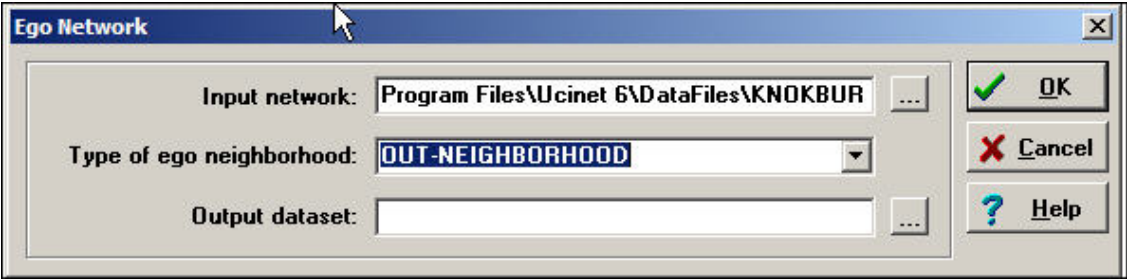 Ego Network
Input network: Program Files\Ucinet 6\DataFiles\KNOKBUR ...
Type of ego neighborhood: OUT-NEIGHBORHOOD
Output dataset: ...
OK
Cancel
Help